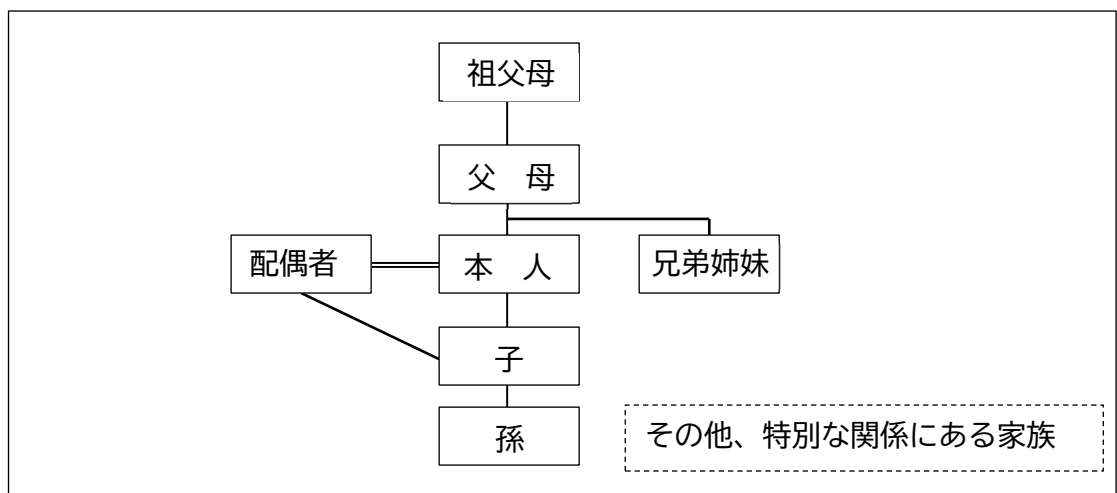 祖父母
父　母
配偶者
本　人
兄弟姉妹
子
孫
その他、特別な関係にある家族